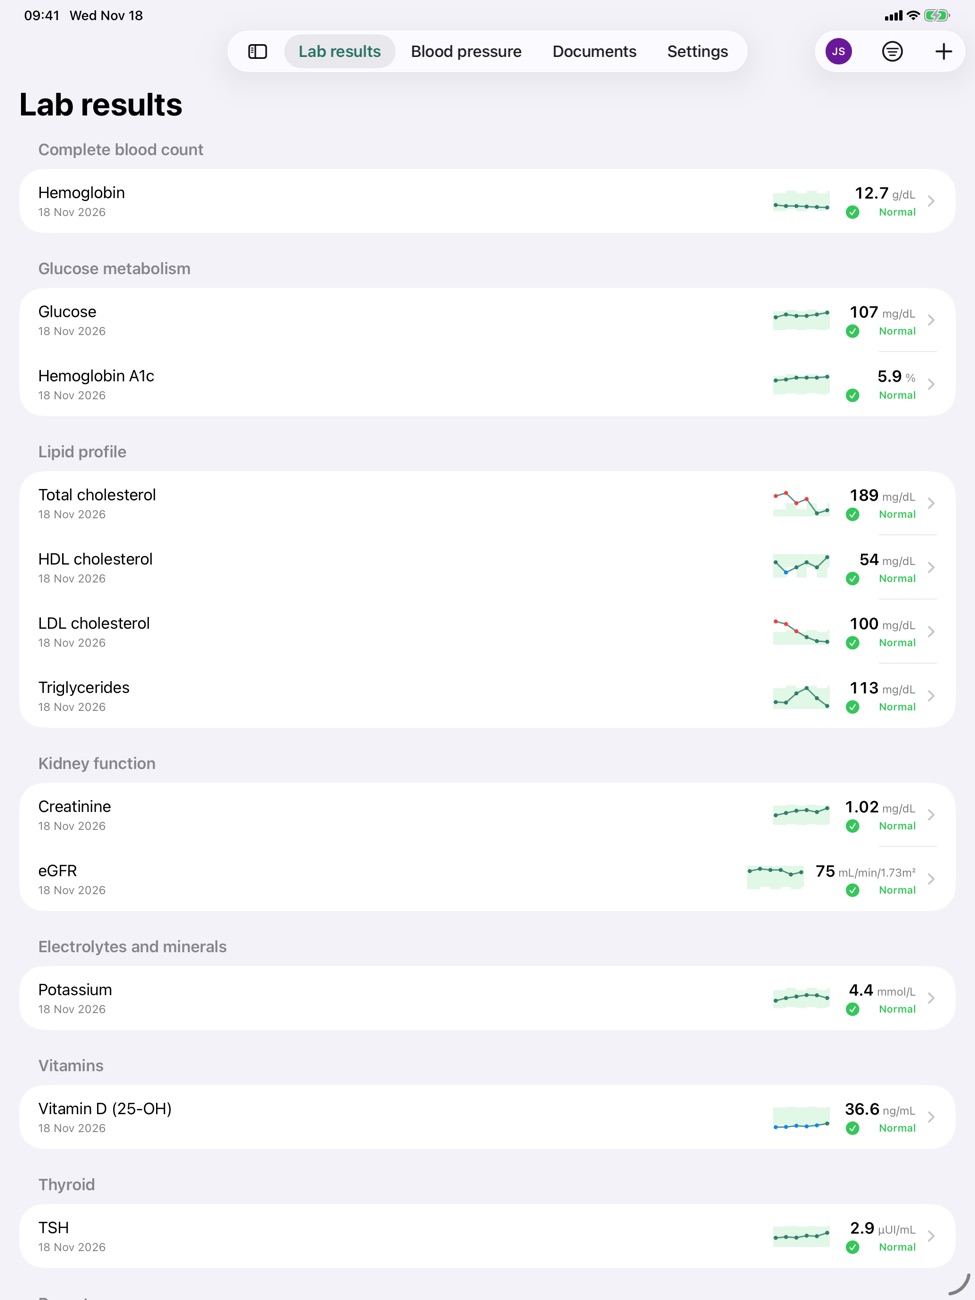 09:41 Wed Nov 18
Lab results Blood pressure Documents Settings
JS
Lab results
Complete blood count
Hemoglobin
18 Nov 2026
12.7 g/dL
Normal
Glucose metabolism
Glucose
18 Nov 2026
107 mg/dL
Normal
Hemoglobin A1c
18 Nov 2026
5.9 %
Normal
Lipid profile
Total cholesterol
18 Nov 2026
189 mg/dL
Normal
HDL cholesterol
18 Nov 2026
54 mg/dL
Normal
LDL cholesterol
18 Nov 2026
100 mg/dL
Normal
Triglycerides
18 Nov 2026
113 mg/dL
Normal
Kidney function
Creatinine
18 Nov 2026
1.02 mg/dL
Normal
eGFR
18 Nov 2026
75 mL/min/1.73m²
Normal
Electrolytes and minerals
Potassium
18 Nov 2026
4.4 mmol/L
Normal
Vitamins
Vitamin D (25-OH)
18 Nov 2026
36.6 ng/mL
Normal
Thyroid
TSH
18 Nov 2026
2.9 µUI/mL
Normal